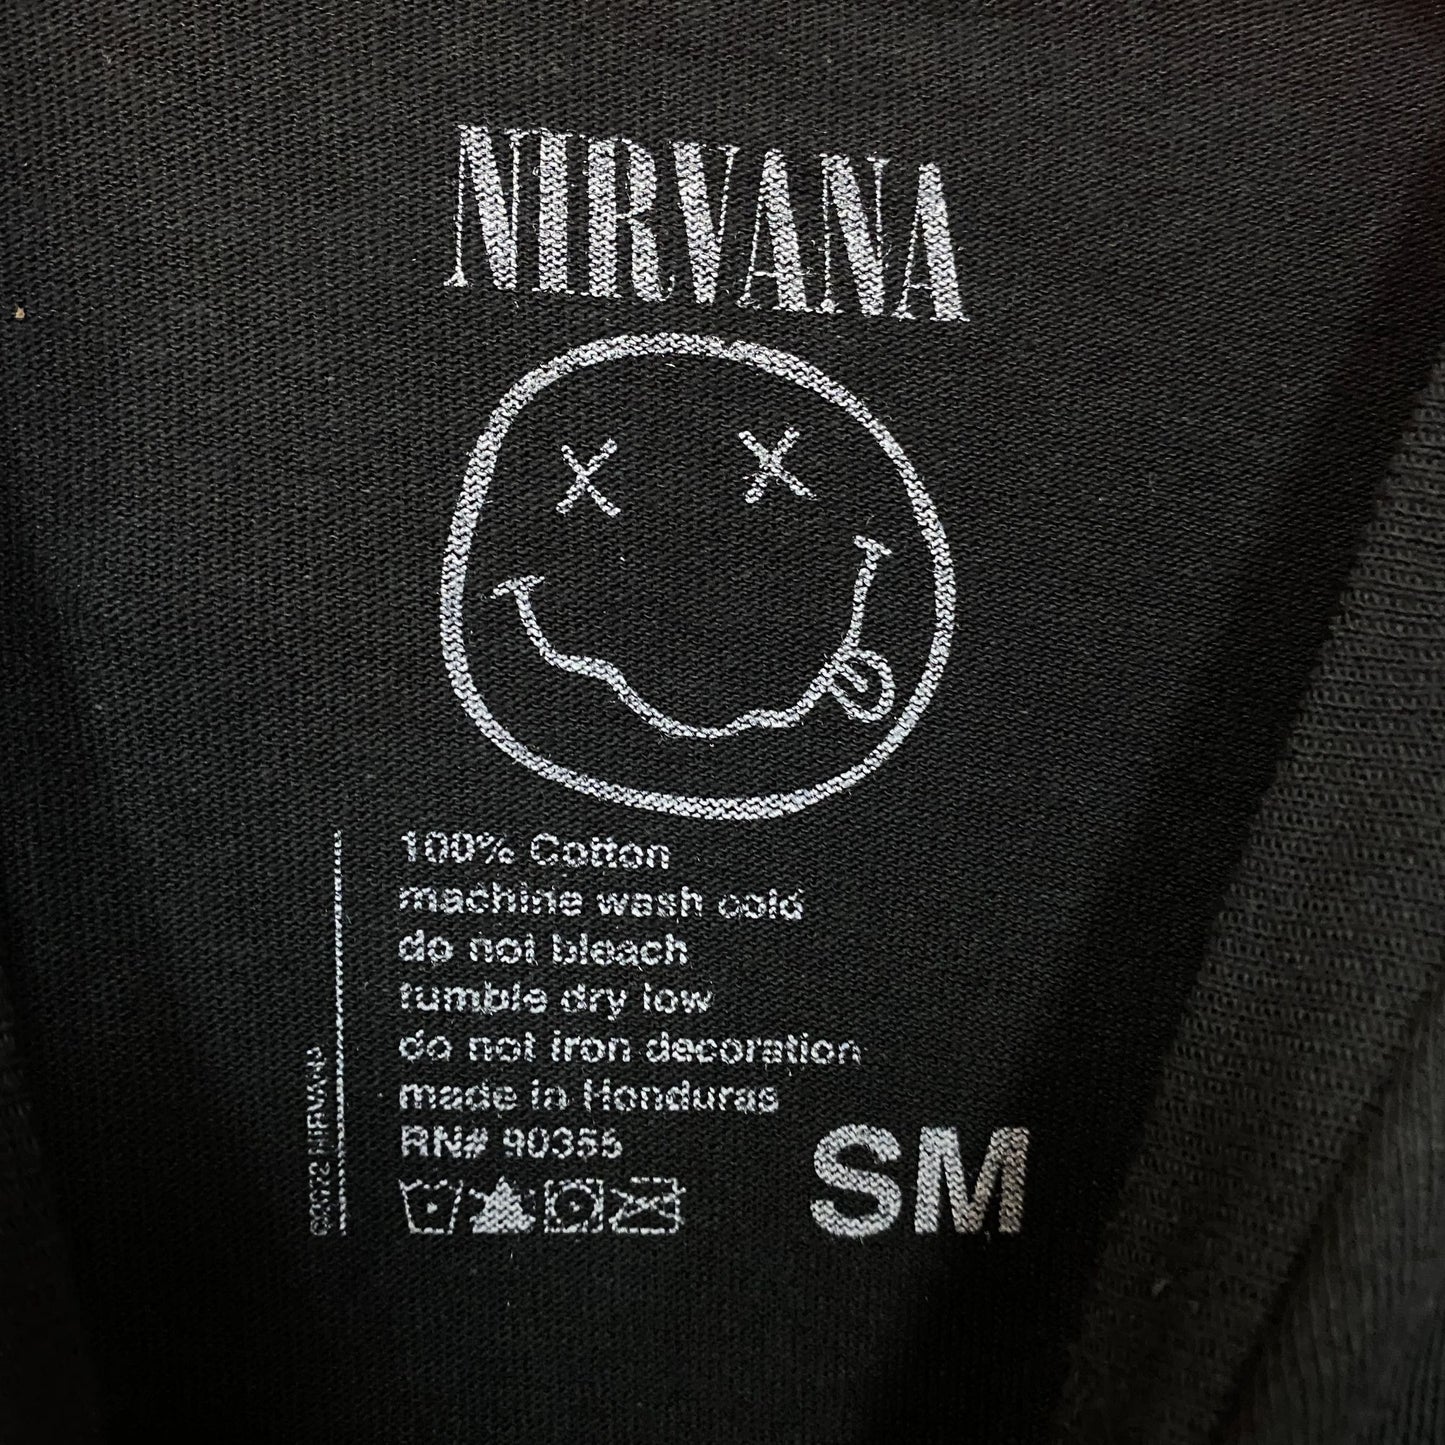 NIRVANA
100% Cotton
machine wash cold
do not bleach
tumble dry low
do not iron decoration
made in Honduras
RN# 90355
SM
NIRVANA